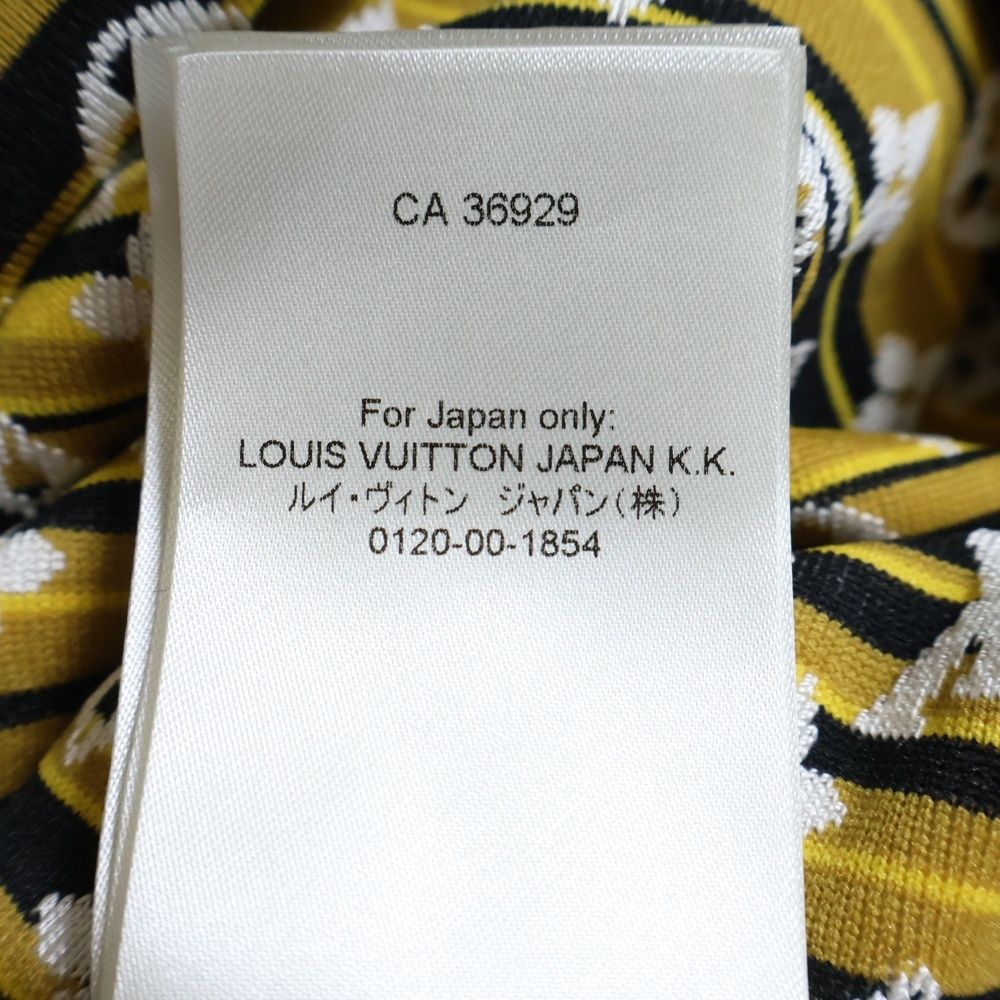 CA 36929
For Japan only:
LOUIS VUITTON JAPAN K.K.
ルイ・ヴィトン ジャパン(株)
0120-00-1854